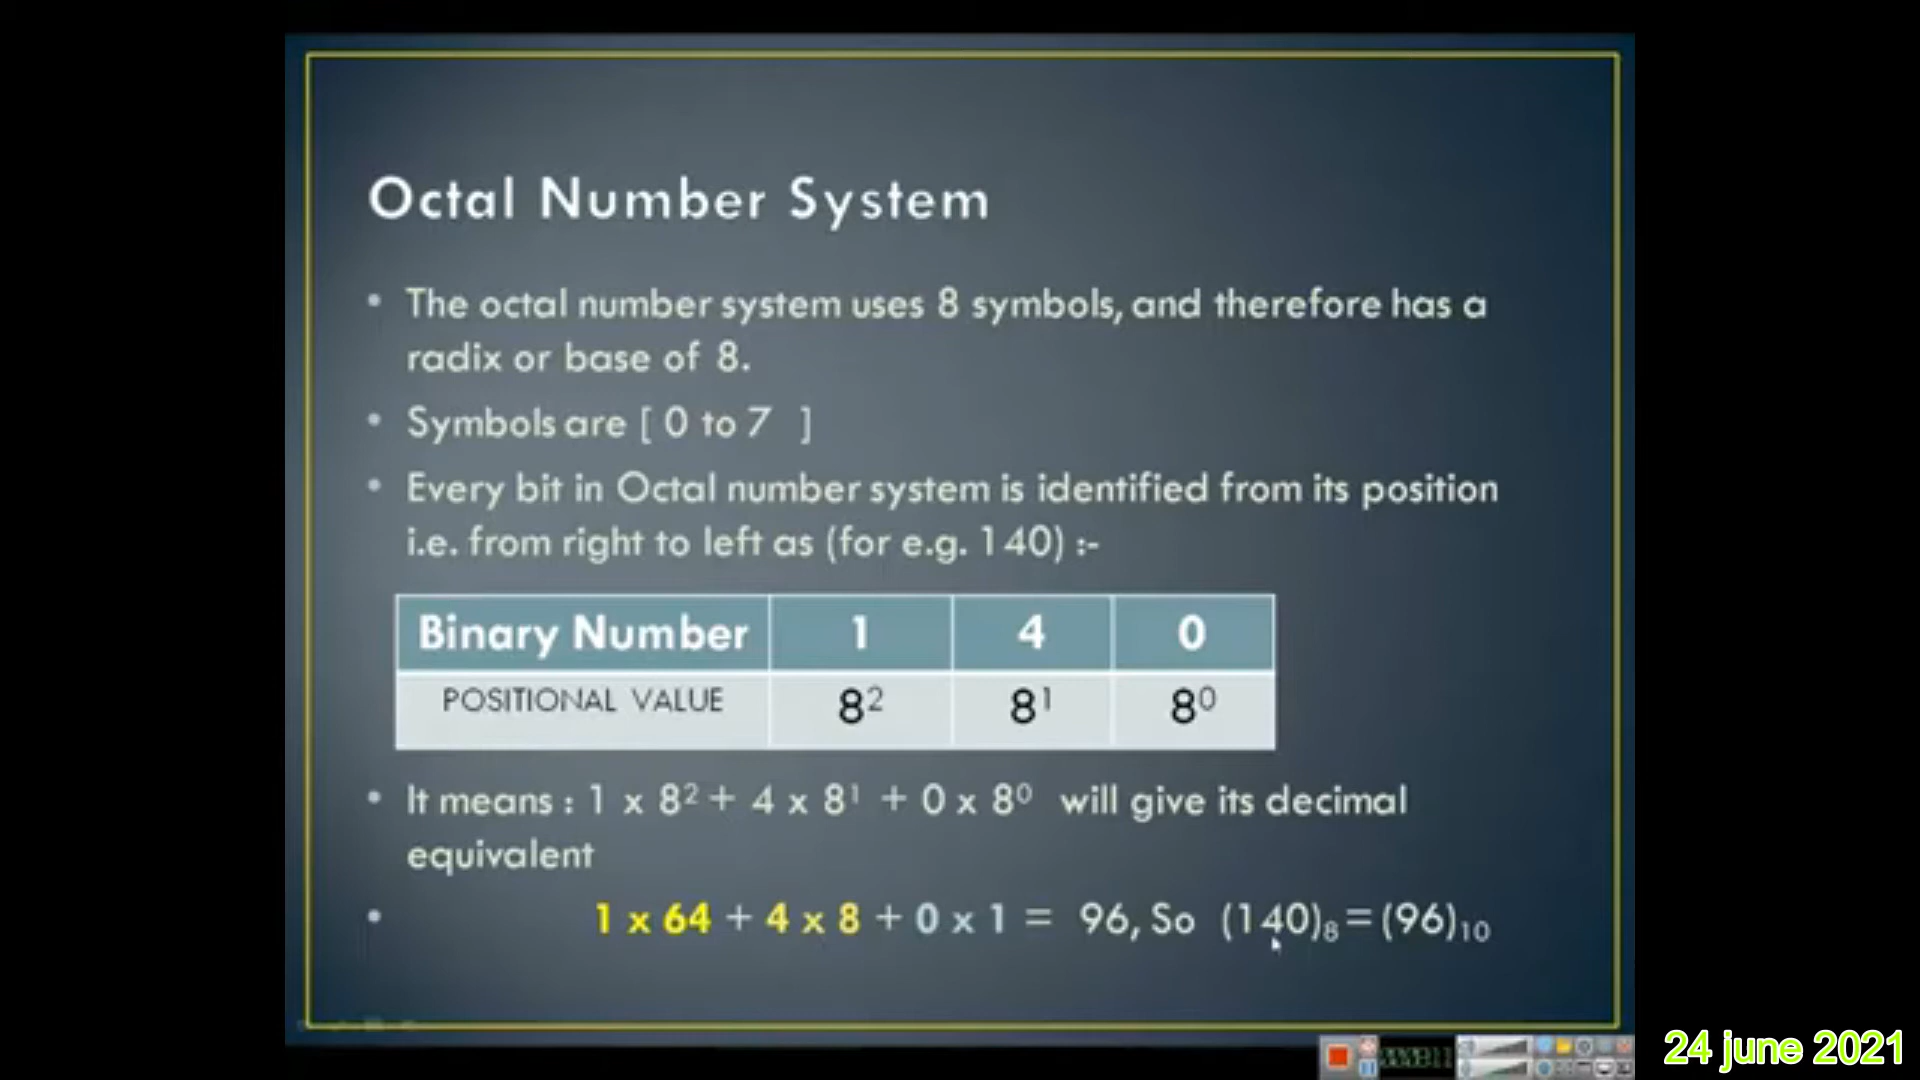 Octal Number System
• The octal number system uses 8 symbols, and therefore has a
radix or base of 8.
• Symbols are [ 0 to 7 ]
• Every bit in Octal number system is identified from its position
i.e. from right to left as (for e.g. 140) :-
Binary Number 1 4 0
POSITIONAL VALUE 8² 8¹ 8⁰
• It means : 1 x 8² + 4 x 8¹ + 0 x 8⁰ will give its decimal
equivalent
• 1 x 64 + 4 x 8 + 0 x 1 = 96, So (140)₈ = (96)₁₀
24 june 2021